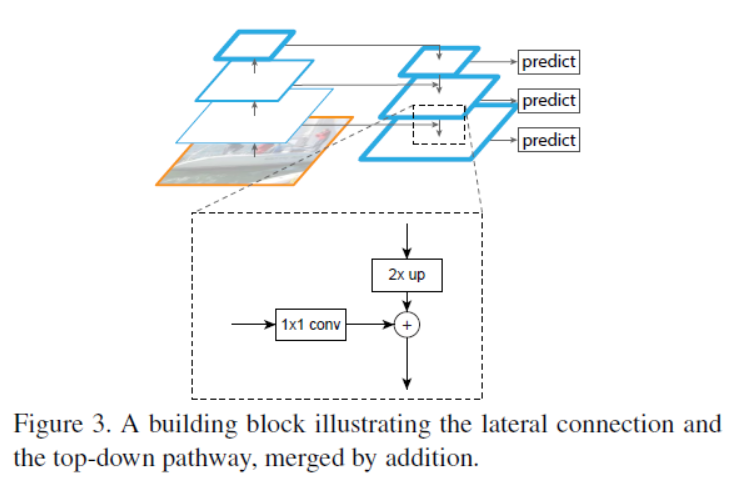 predict
predict
predict
2x up
1x1 conv
+
Figure 3. A building block illustrating the lateral connection and
the top-down pathway, merged by addition.